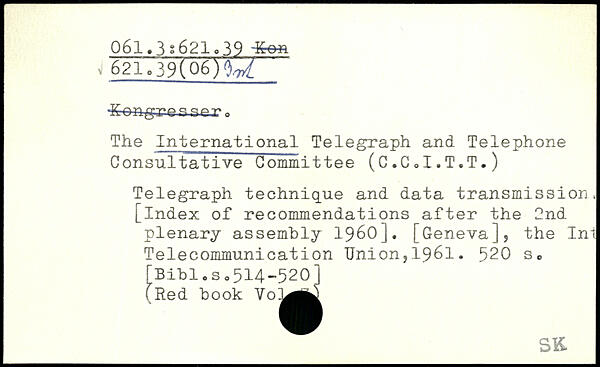 061.3:621.39 Kon
621.39(06) Int
Kongresser.
The International Telegraph and Telephone
Consultative Committee (C.C.I.T.T.)
Telegraph technique and data transmission.
[Index of recommendations after the 2nd
plenary assembly 1960]. [Geneva], the Int
Telecommunication Union,1961. 520 s.
[Bibl.s.514-520]
(Red book Vol
SK